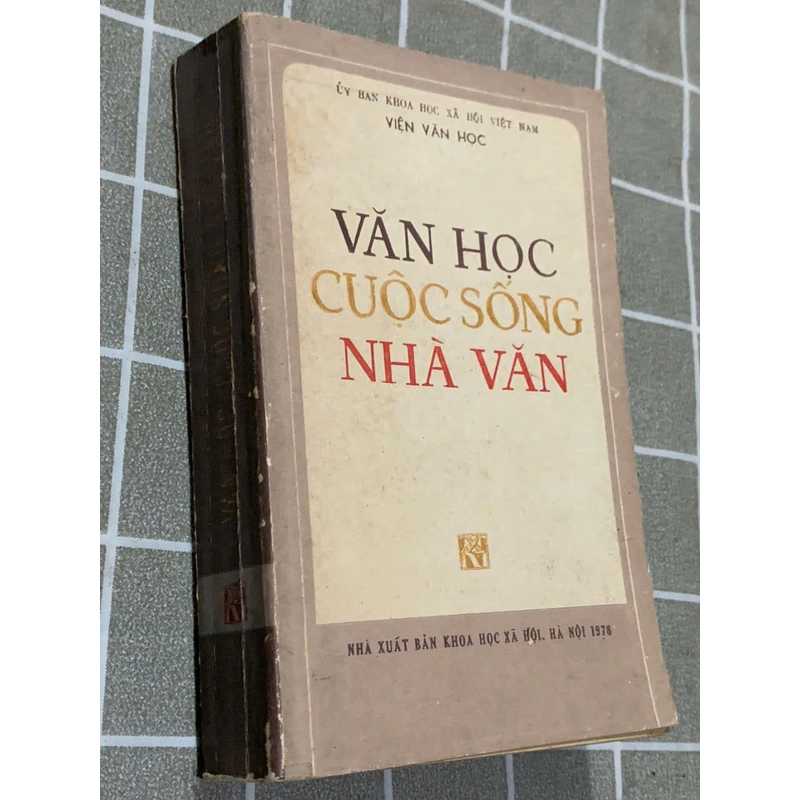 ỦY BAN KHOA HỌC XÃ HỘI VIỆT NAM
VIỆN VĂN HỌC
VĂN HỌC
CUỘC SỐNG
NHÀ VĂN
NHÀ XUẤT BẢN KHOA HỌC XÃ HỘI. HÀ NỘI 1978